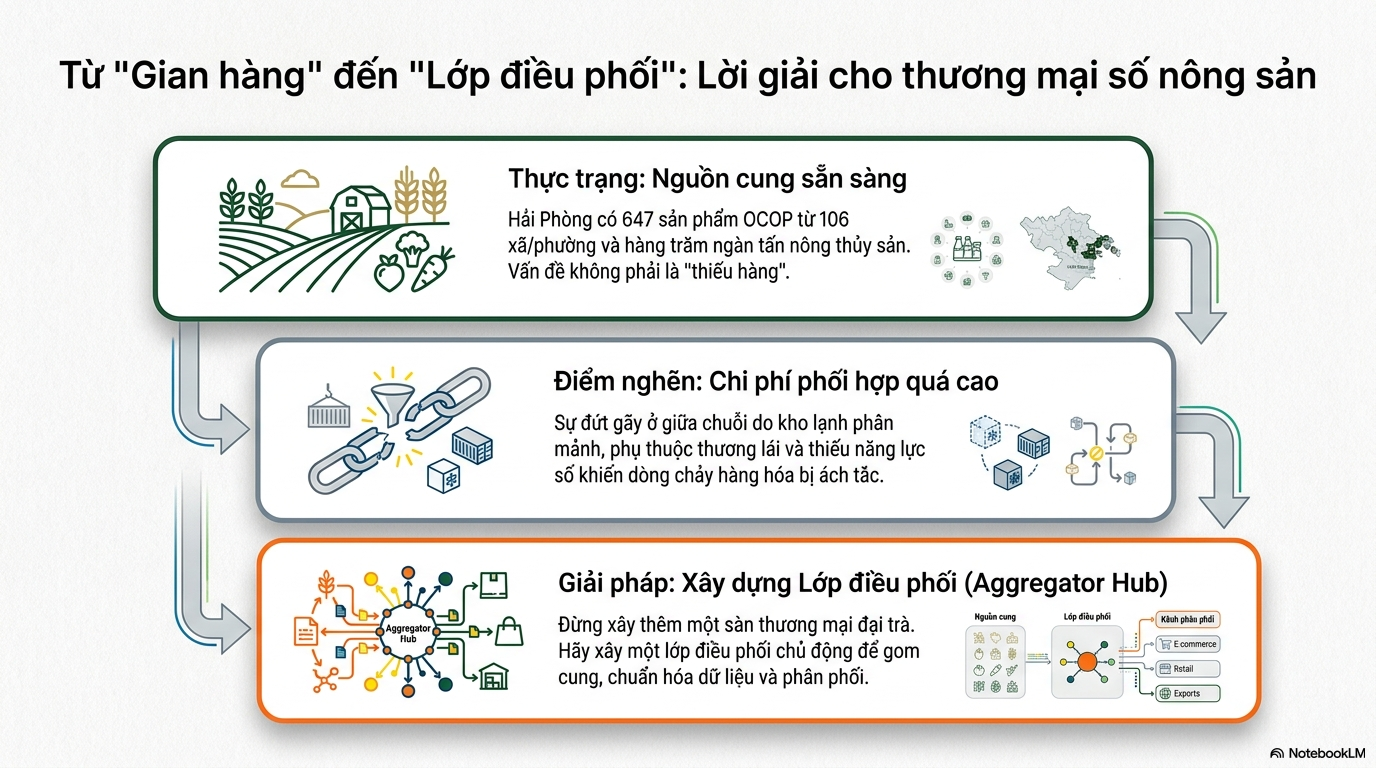 Từ "Gian hàng" đến "Lớp điều phối": Lời giải cho thương mại số nông sản
Thực trạng: Nguồn cung sẵn sàng
Hải Phòng có 647 sản phẩm OCOP từ 106
xã/phường và hàng trăm ngàn tấn nông thủy sản.
Vấn đề không phải là "thiếu hàng".
Điểm nghẽn: Chi phí phối hợp quá cao
Sự đứt gãy ở giữa chuỗi do kho lạnh phân
mảnh, phụ thuộc thương lái và thiếu năng lực
số khiến dòng chảy hàng hóa bị ách tắc.
Aggregator
Hub
Giải pháp: Xây dựng Lớp điều phối (Aggregator Hub)
Đừng xây thêm một sàn thương mại đại trà.
Hãy xây một lớp điều phối chủ động để gom
cung, chuẩn hóa dữ liệu và phân phối.
Nguồn cung
Lớp điều phối
Kênh phân phối
E commerce
Rstail
Exports
NotebookLM